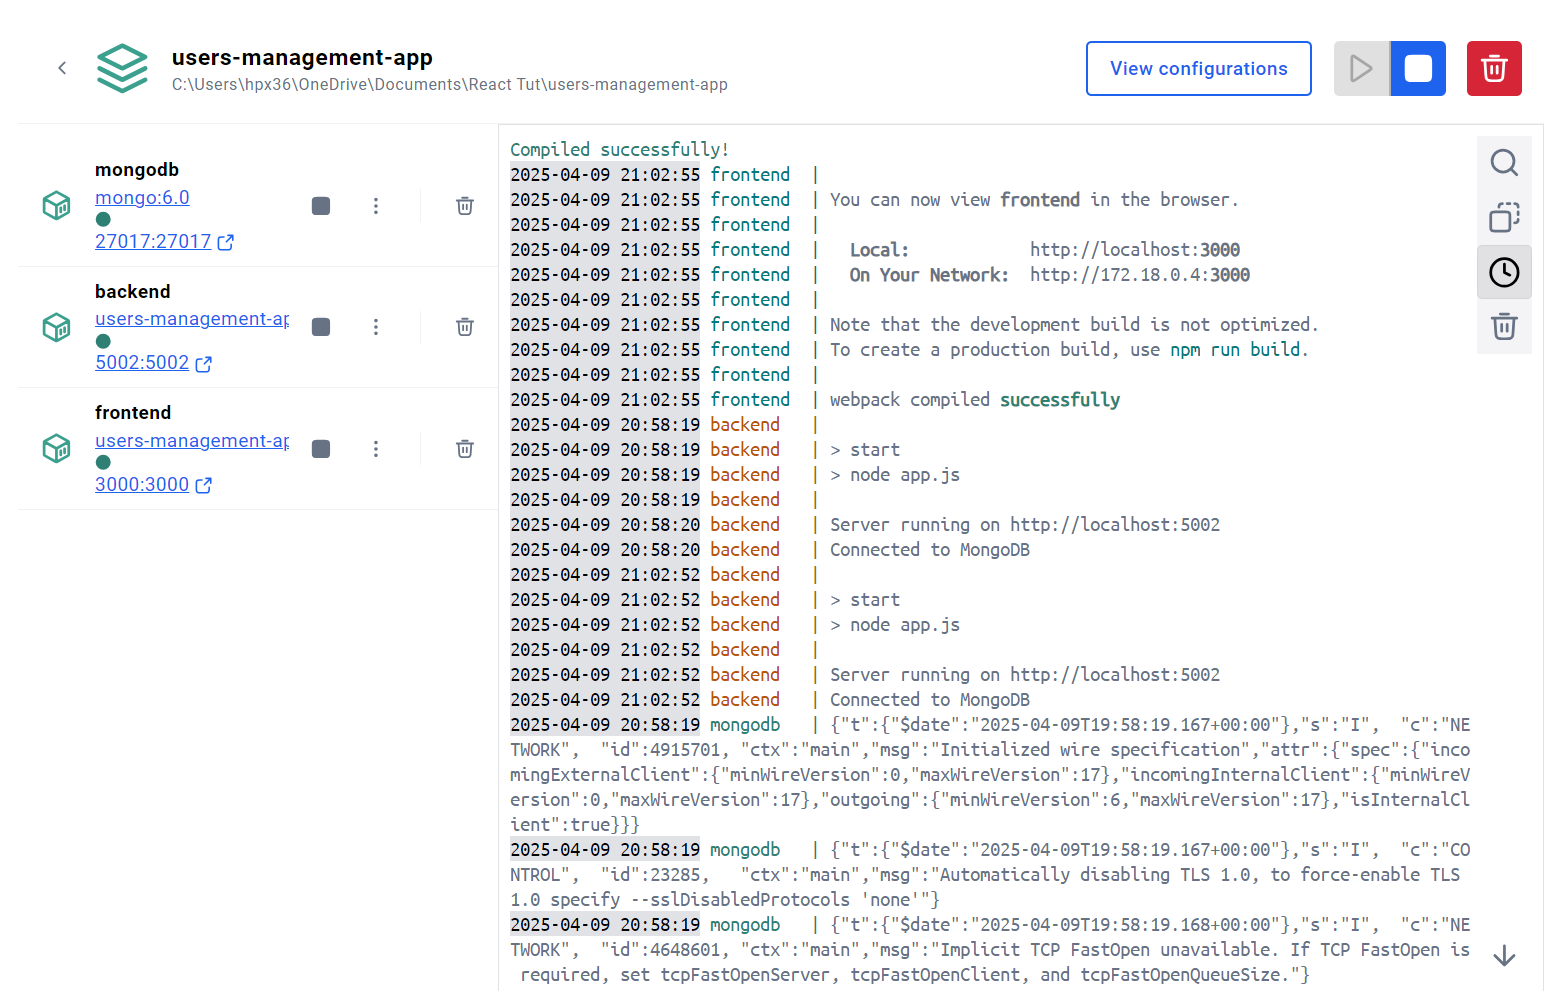 users-management-app
C:\Users\hpx36\OneDrive\Documents\React Tut\users-management-app
View configurations
mongodb
mongo:6.0
27017:27017
backend
users-management-ap
5002:5002
frontend
users-management-ap
3000:3000
Compiled successfully!
2025-04-09 21:02:55 frontend  |
2025-04-09 21:02:55 frontend  | You can now view frontend in the browser.
2025-04-09 21:02:55 frontend  |
2025-04-09 21:02:55 frontend  |   Local:            http://localhost:3000
2025-04-09 21:02:55 frontend  |   On Your Network:  http://172.18.0.4:3000
2025-04-09 21:02:55 frontend  |
2025-04-09 21:02:55 frontend  | Note that the development build is not optimized.
2025-04-09 21:02:55 frontend  | To create a production build, use npm run build.
2025-04-09 21:02:55 frontend  |
2025-04-09 21:02:55 frontend  | webpack compiled successfully
2025-04-09 20:58:19 backend   |
2025-04-09 20:58:19 backend   | > start
2025-04-09 20:58:19 backend   | > node app.js
2025-04-09 20:58:19 backend   |
2025-04-09 20:58:20 backend   | Server running on http://localhost:5002
2025-04-09 20:58:20 backend   | Connected to MongoDB
2025-04-09 21:02:52 backend   |
2025-04-09 21:02:52 backend   | > start
2025-04-09 21:02:52 backend   | > node app.js
2025-04-09 21:02:52 backend   |
2025-04-09 21:02:52 backend   | Server running on http://localhost:5002
2025-04-09 21:02:52 backend   | Connected to MongoDB
2025-04-09 20:58:19 mongodb   | {"t":{"$date":"2025-04-09T19:58:19.167+00:00"},"s":"I",  "c":"NE
TWORK",  "id":4915701, "ctx":"main","msg":"Initialized wire specification","attr":{"spec":{"inco
mingExternalClient":{"minWireVersion":0,"maxWireVersion":17},"incomingInternalClient":{"minWireV
ersion":0,"maxWireVersion":17},"outgoing":{"minWireVersion":6,"maxWireVersion":17},"isInternalCl
ient":true}}}
2025-04-09 20:58:19 mongodb   | {"t":{"$date":"2025-04-09T19:58:19.167+00:00"},"s":"I",  "c":"CO
NTROL",  "id":23285,   "ctx":"main","msg":"Automatically disabling TLS 1.0, to force-enable TLS
1.0 specify --sslDisabledProtocols 'none'"}
2025-04-09 20:58:19 mongodb   | {"t":{"$date":"2025-04-09T19:58:19.168+00:00"},"s":"I",  "c":"NE
TWORK",  "id":4648601, "ctx":"main","msg":"Implicit TCP FastOpen unavailable. If TCP FastOpen is
 required, set tcpFastOpenServer, tcpFastOpenClient, and tcpFastOpenQueueSize."}